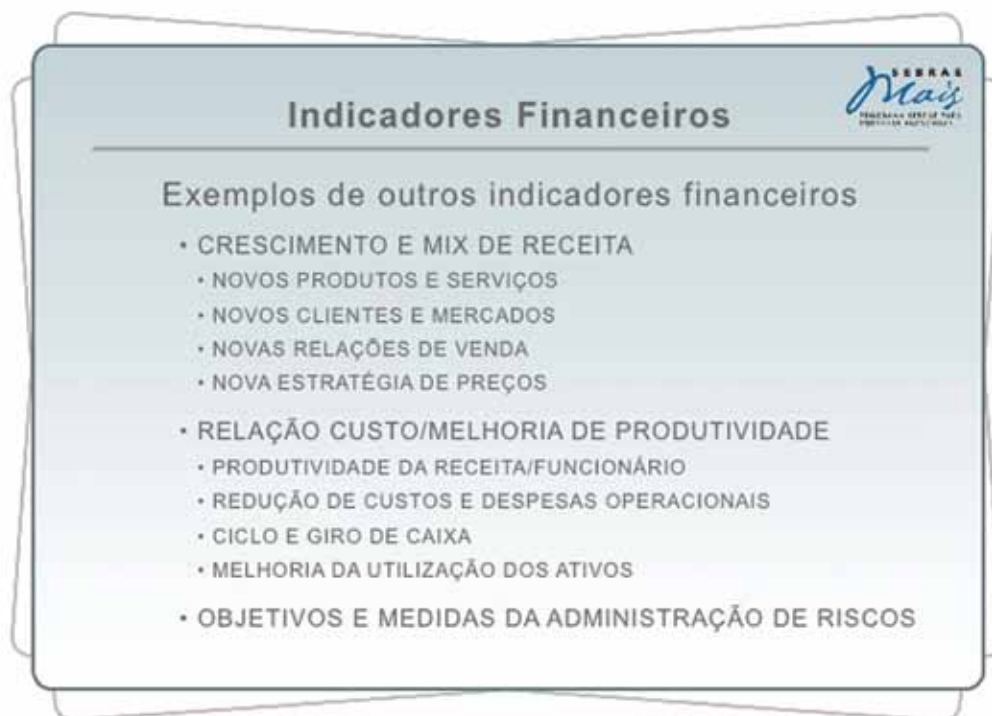 SEBRAE
Mais
Indicadores Financeiros
Exemplos de outros indicadores financeiros
• CRESCIMENTO E MIX DE RECEITA
• NOVOS PRODUTOS E SERVIÇOS
• NOVOS CLIENTES E MERCADOS
• NOVAS RELAÇÕES DE VENDA
• NOVA ESTRATÉGIA DE PREÇOS
• RELAÇÃO CUSTO/MELHORIA DE PRODUTIVIDADE
• PRODUTIVIDADE DA RECEITA/FUNCIONÁRIO
• REDUÇÃO DE CUSTOS E DESPESAS OPERACIONAIS
• CICLO E GIRO DE CAIXA
• MELHORIA DA UTILIZAÇÃO DOS ATIVOS
• OBJETIVOS E MEDIDAS DA ADMINISTRAÇÃO DE RISCOS